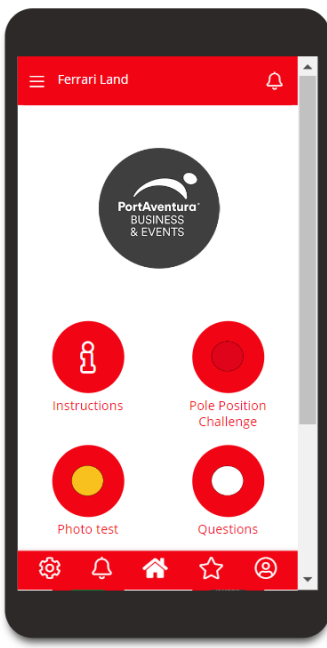 Ferrari Land
PortAventura
BUSINESS
& EVENTS
Instructions
Pole Position
Challenge
Photo test
Questions